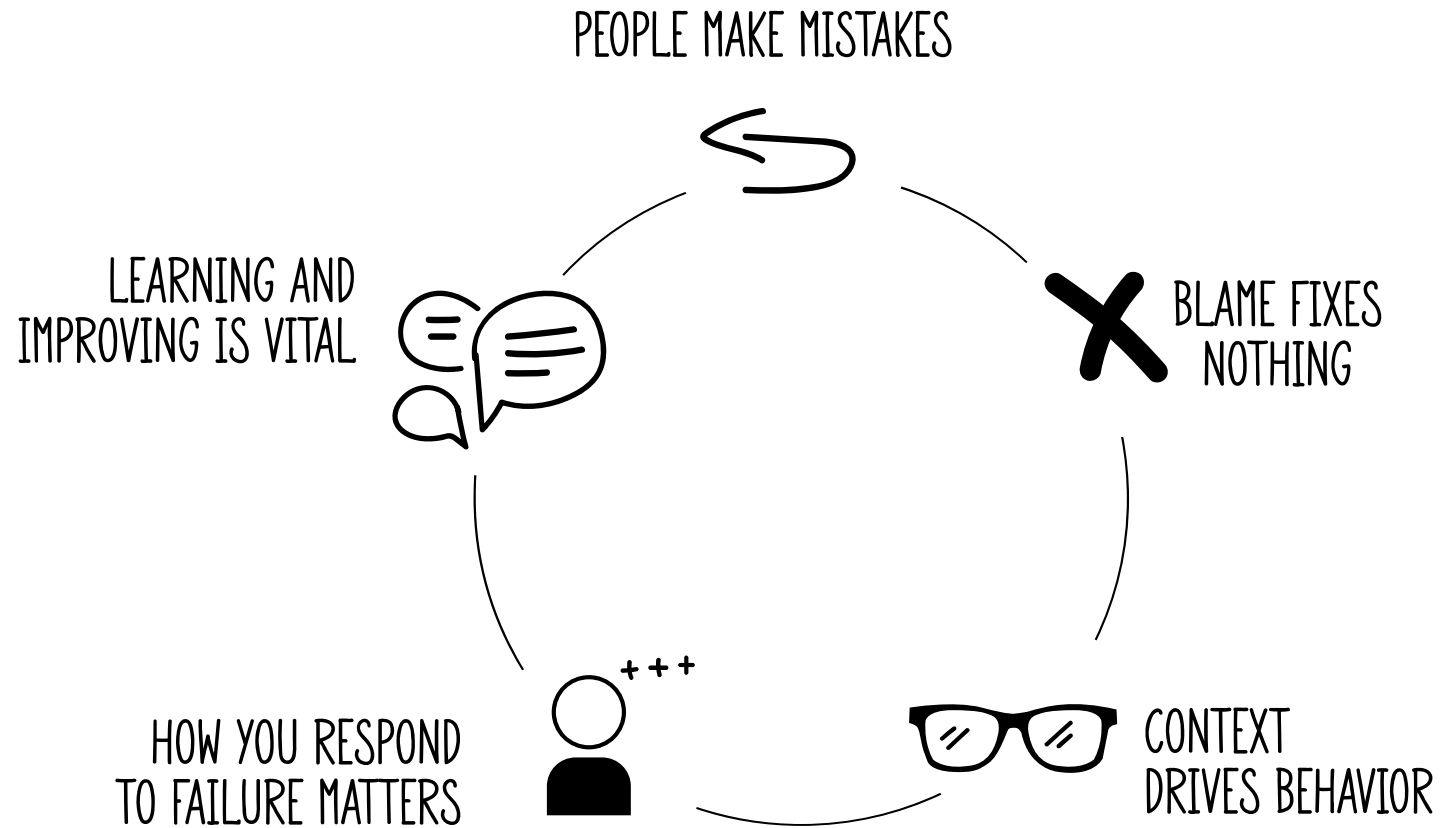 PEOPLE MAKE MISTAKES
BLAME FIXES
NOTHING
CONTEXT
DRIVES BEHAVIOR
HOW YOU RESPOND
TO FAILURE MATTERS
LEARNING AND
IMPROVING IS VITAL